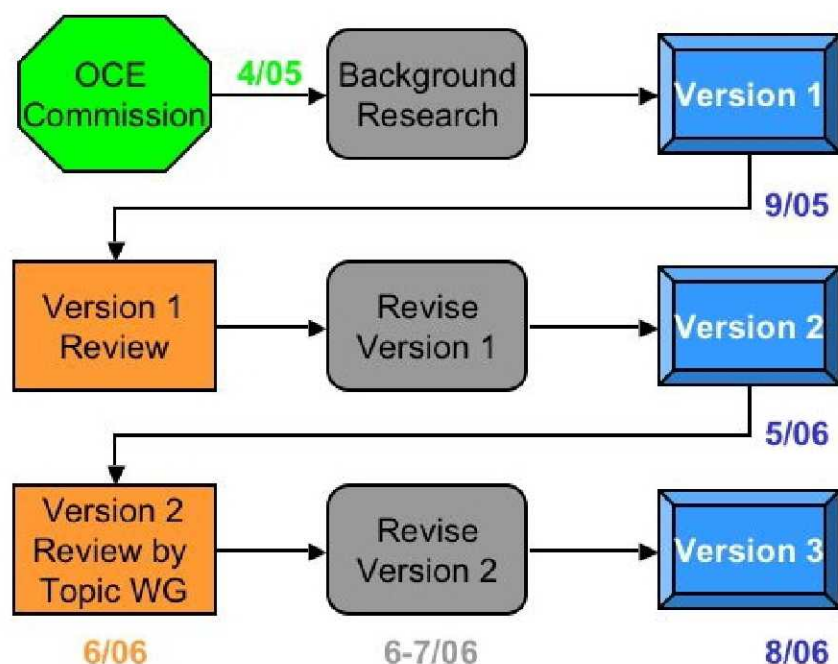 OCE
Commission
4/05
Background
Research
Version 1
9/05
Version 1
Review
Revise
Version 1
Version 2
5/06
Version 2
Review by
Topic WG
Revise
Version 2
Version 3
6/06
6-7/06
8/06